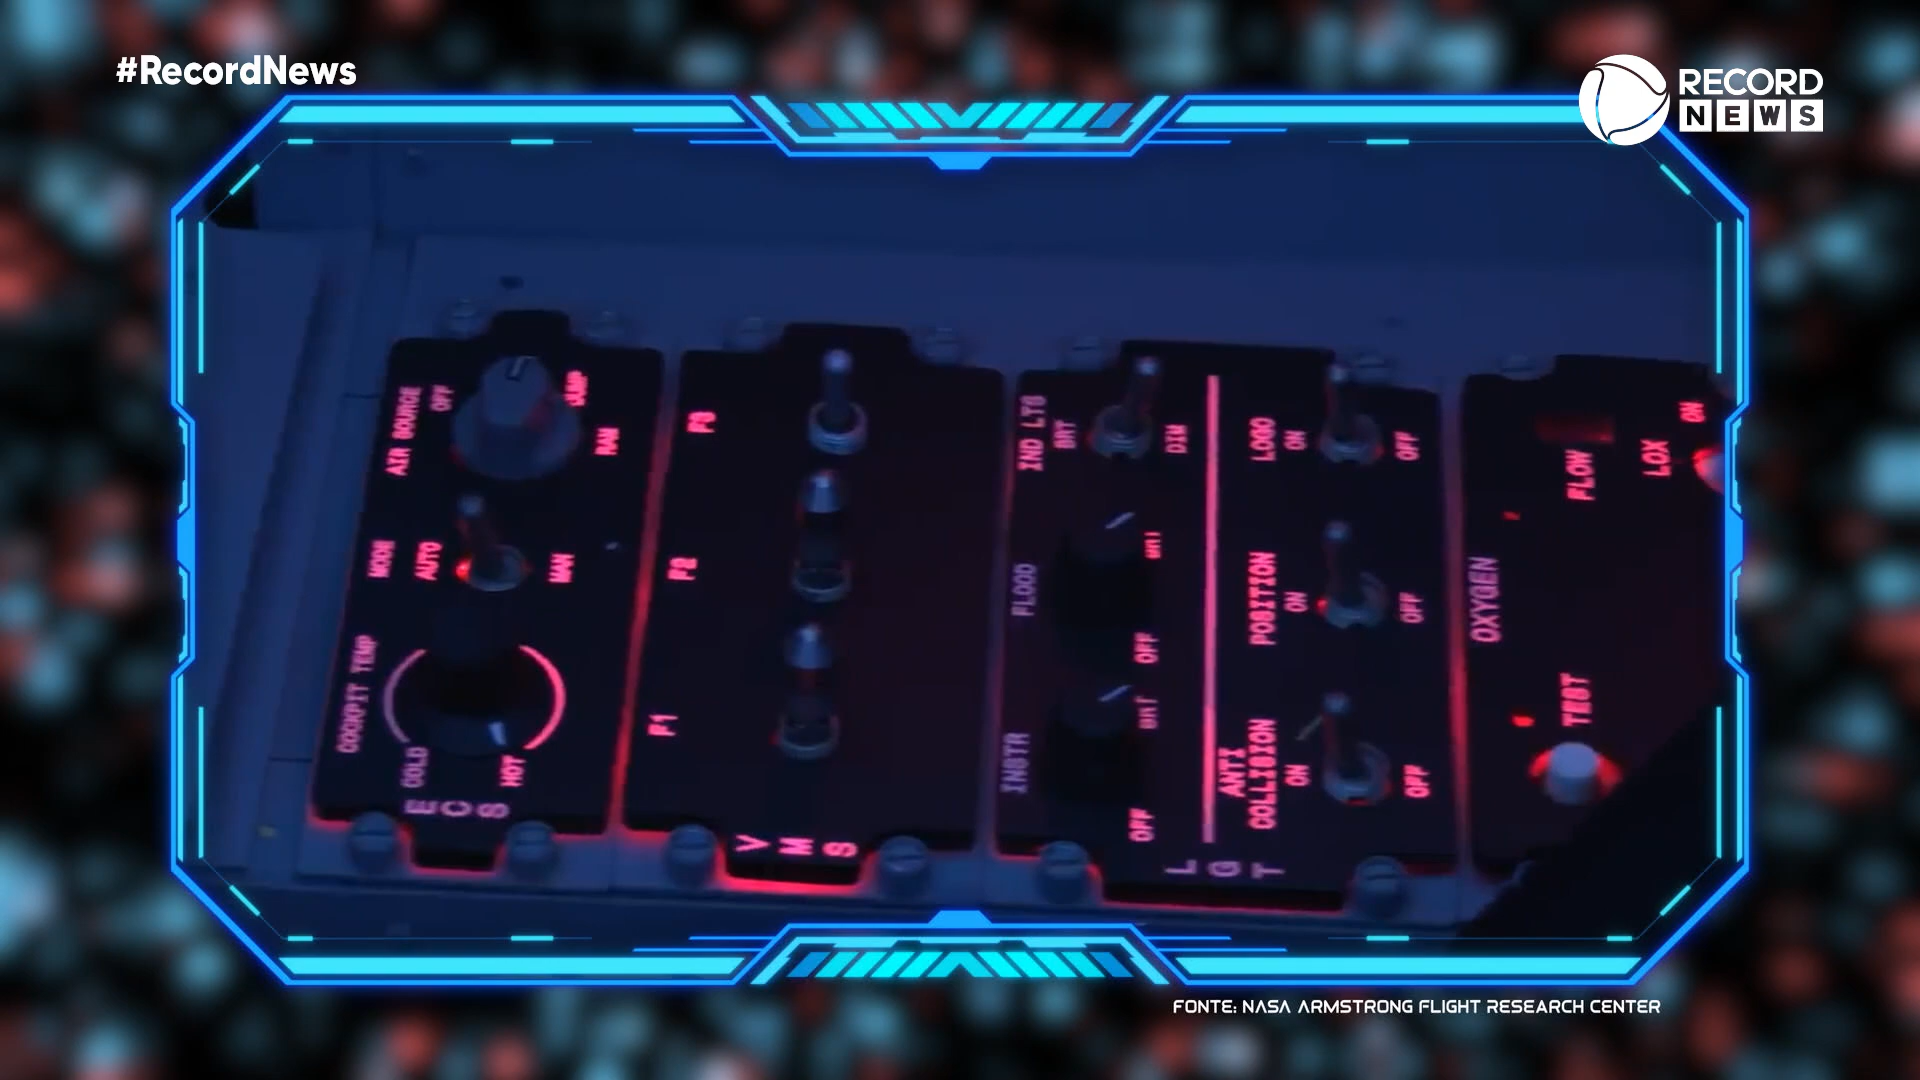 #RecordNews
RECORD
NEWS
AIR SOURCE
OFF
RAM
MODE
AUTO
MAN
COCKPIT TEMP
COLD
HOT
ECS
F3
F2
F1
VMS
IND LTS
BRT
DIM
FLOOD
BRT
OFF
INSTR
BRT
OFF
LOGO
ON
OFF
POSITION
ON
OFF
ANTI
COLLISION
ON
OFF
LGT
OXYGEN
FLOW
LOX
ON
TEST
FONTE: NASA ARMSTRONG FLIGHT RESEARCH CENTER